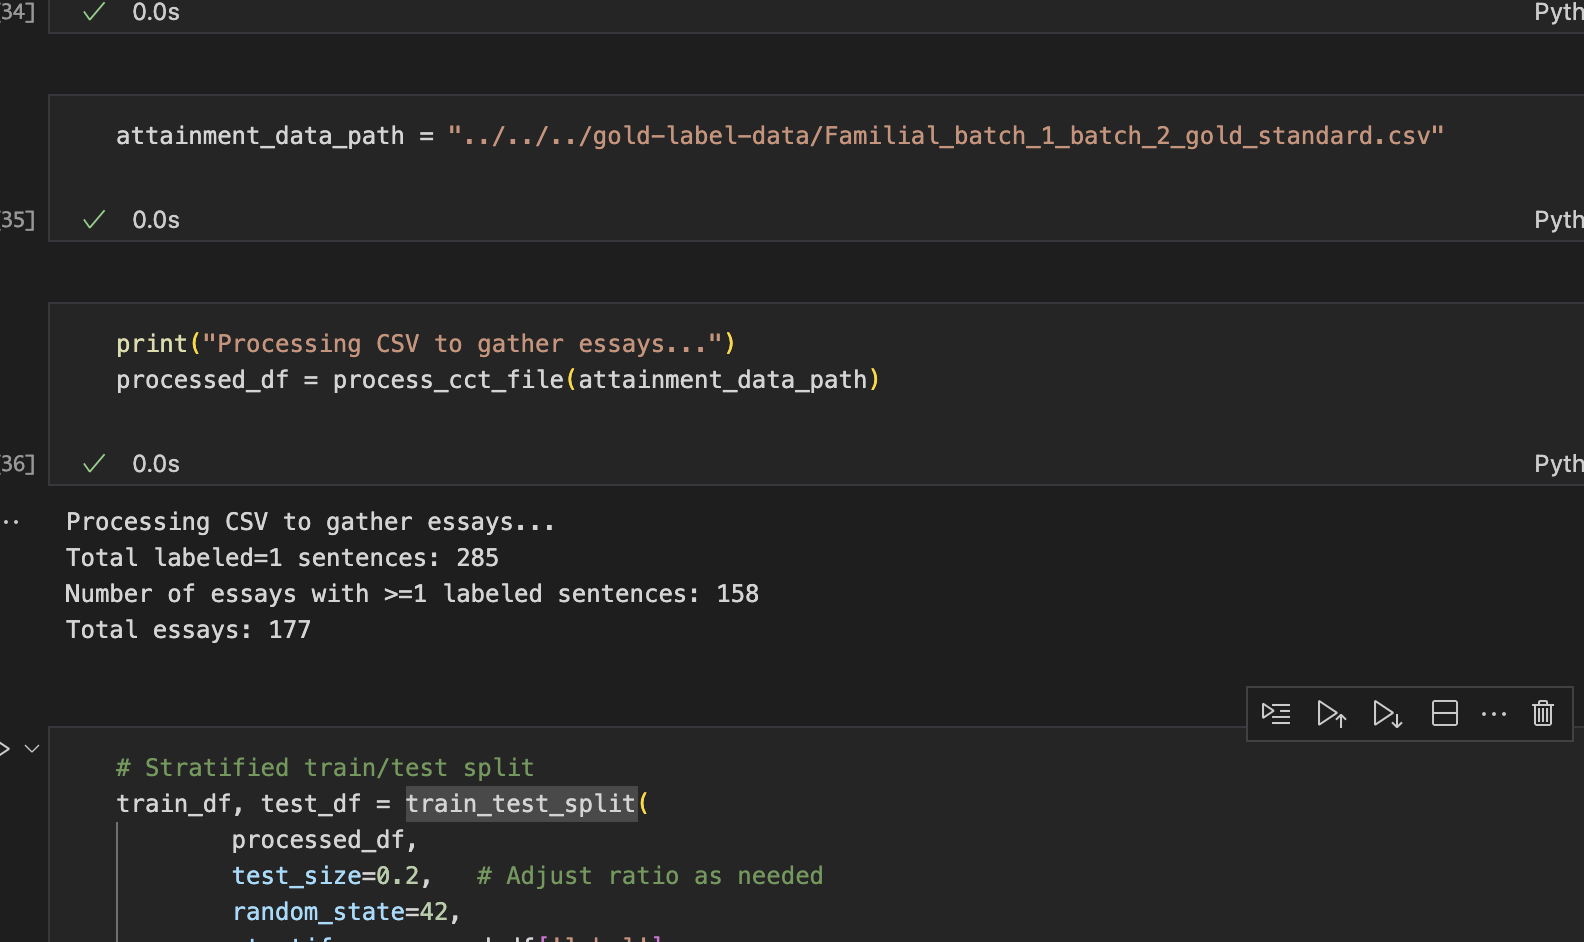 34]
0.0s
Pyth
attainment_data_path = "../../../gold-label-data/Familial_batch_1_batch_2_gold_standard.csv"
35]
0.0s
Pyth
print("Processing CSV to gather essays...")
processed_df = process_cct_file(attainment_data_path)
36]
0.0s
Pyth
Processing CSV to gather essays...
Total labeled=1 sentences: 285
Number of essays with >=1 labeled sentences: 158
Total essays: 177
# Stratified train/test split
train_df, test_df = train_test_split(
processed_df,
test_size=0.2,   # Adjust ratio as needed
random_state=42,